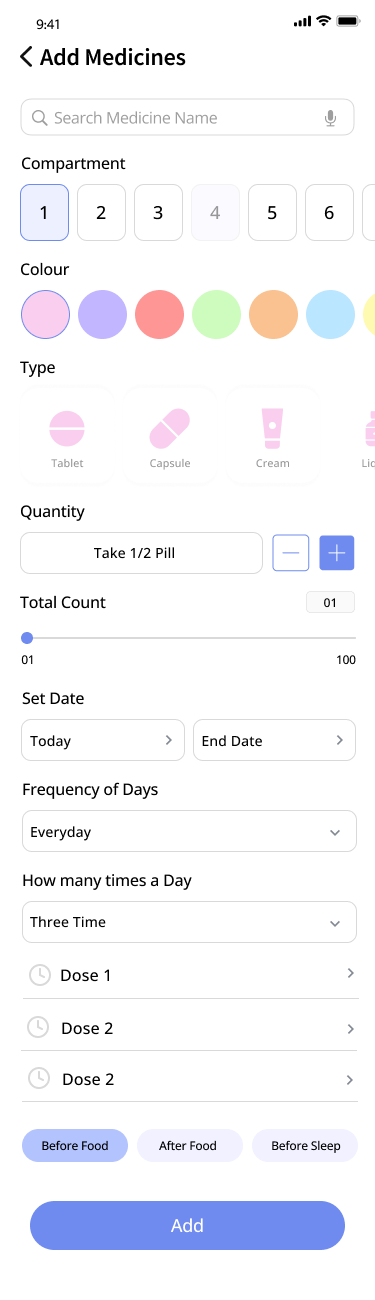 9:41
Add Medicines
Search Medicine Name
Compartment
1 2 3 4 5 6
Colour
Type
Tablet Capsule Cream Liq
Quantity
Take 1/2 Pill
Total Count 01
01 100
Set Date
Today End Date
Frequency of Days
Everyday
How many times a Day
Three Time
Dose 1
Dose 2
Dose 2
Before Food After Food Before Sleep
Add